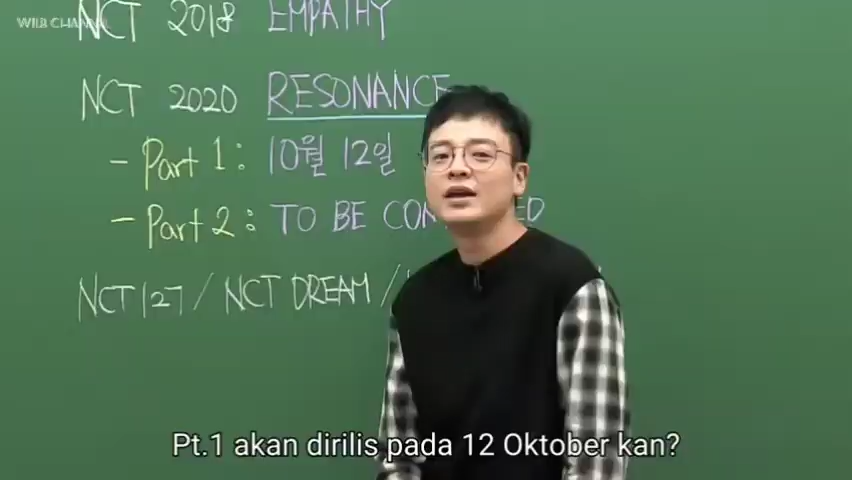 NCT 2018 EMPATHY
NCT 2020 RESONANCE
- Part 1: 10월 12일
- Part 2: TO BE
NCT 127 / NCT DREAM /
Pt.1 akan dirilis pada 12 Oktober kan?